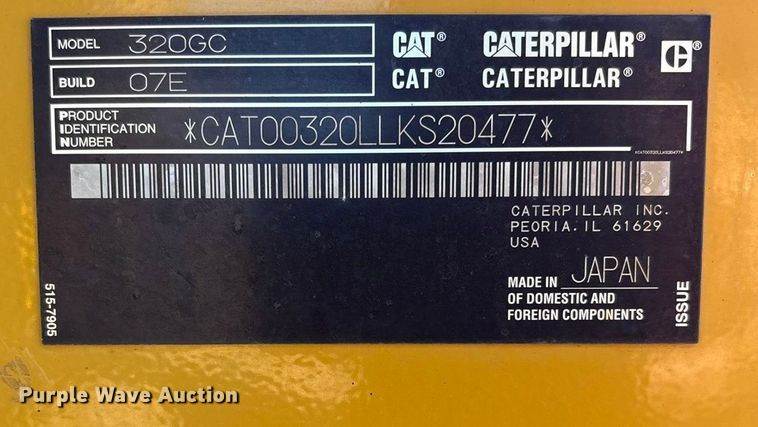 MODEL 320GC CAT® CATERPILLAR® C®
BUILD 07E CAT® CATERPILLAR®
PRODUCT
IDENTIFICATION
NUMBER
*CAT00320LLKS20477*
*CAT00320LLKS20477*
CATERPILLAR INC.
PEORIA, IL 61629
USA
MADE IN JAPAN
OF DOMESTIC AND
FOREIGN COMPONENTS
515-7905
ISSUE
Purple Wave Auction